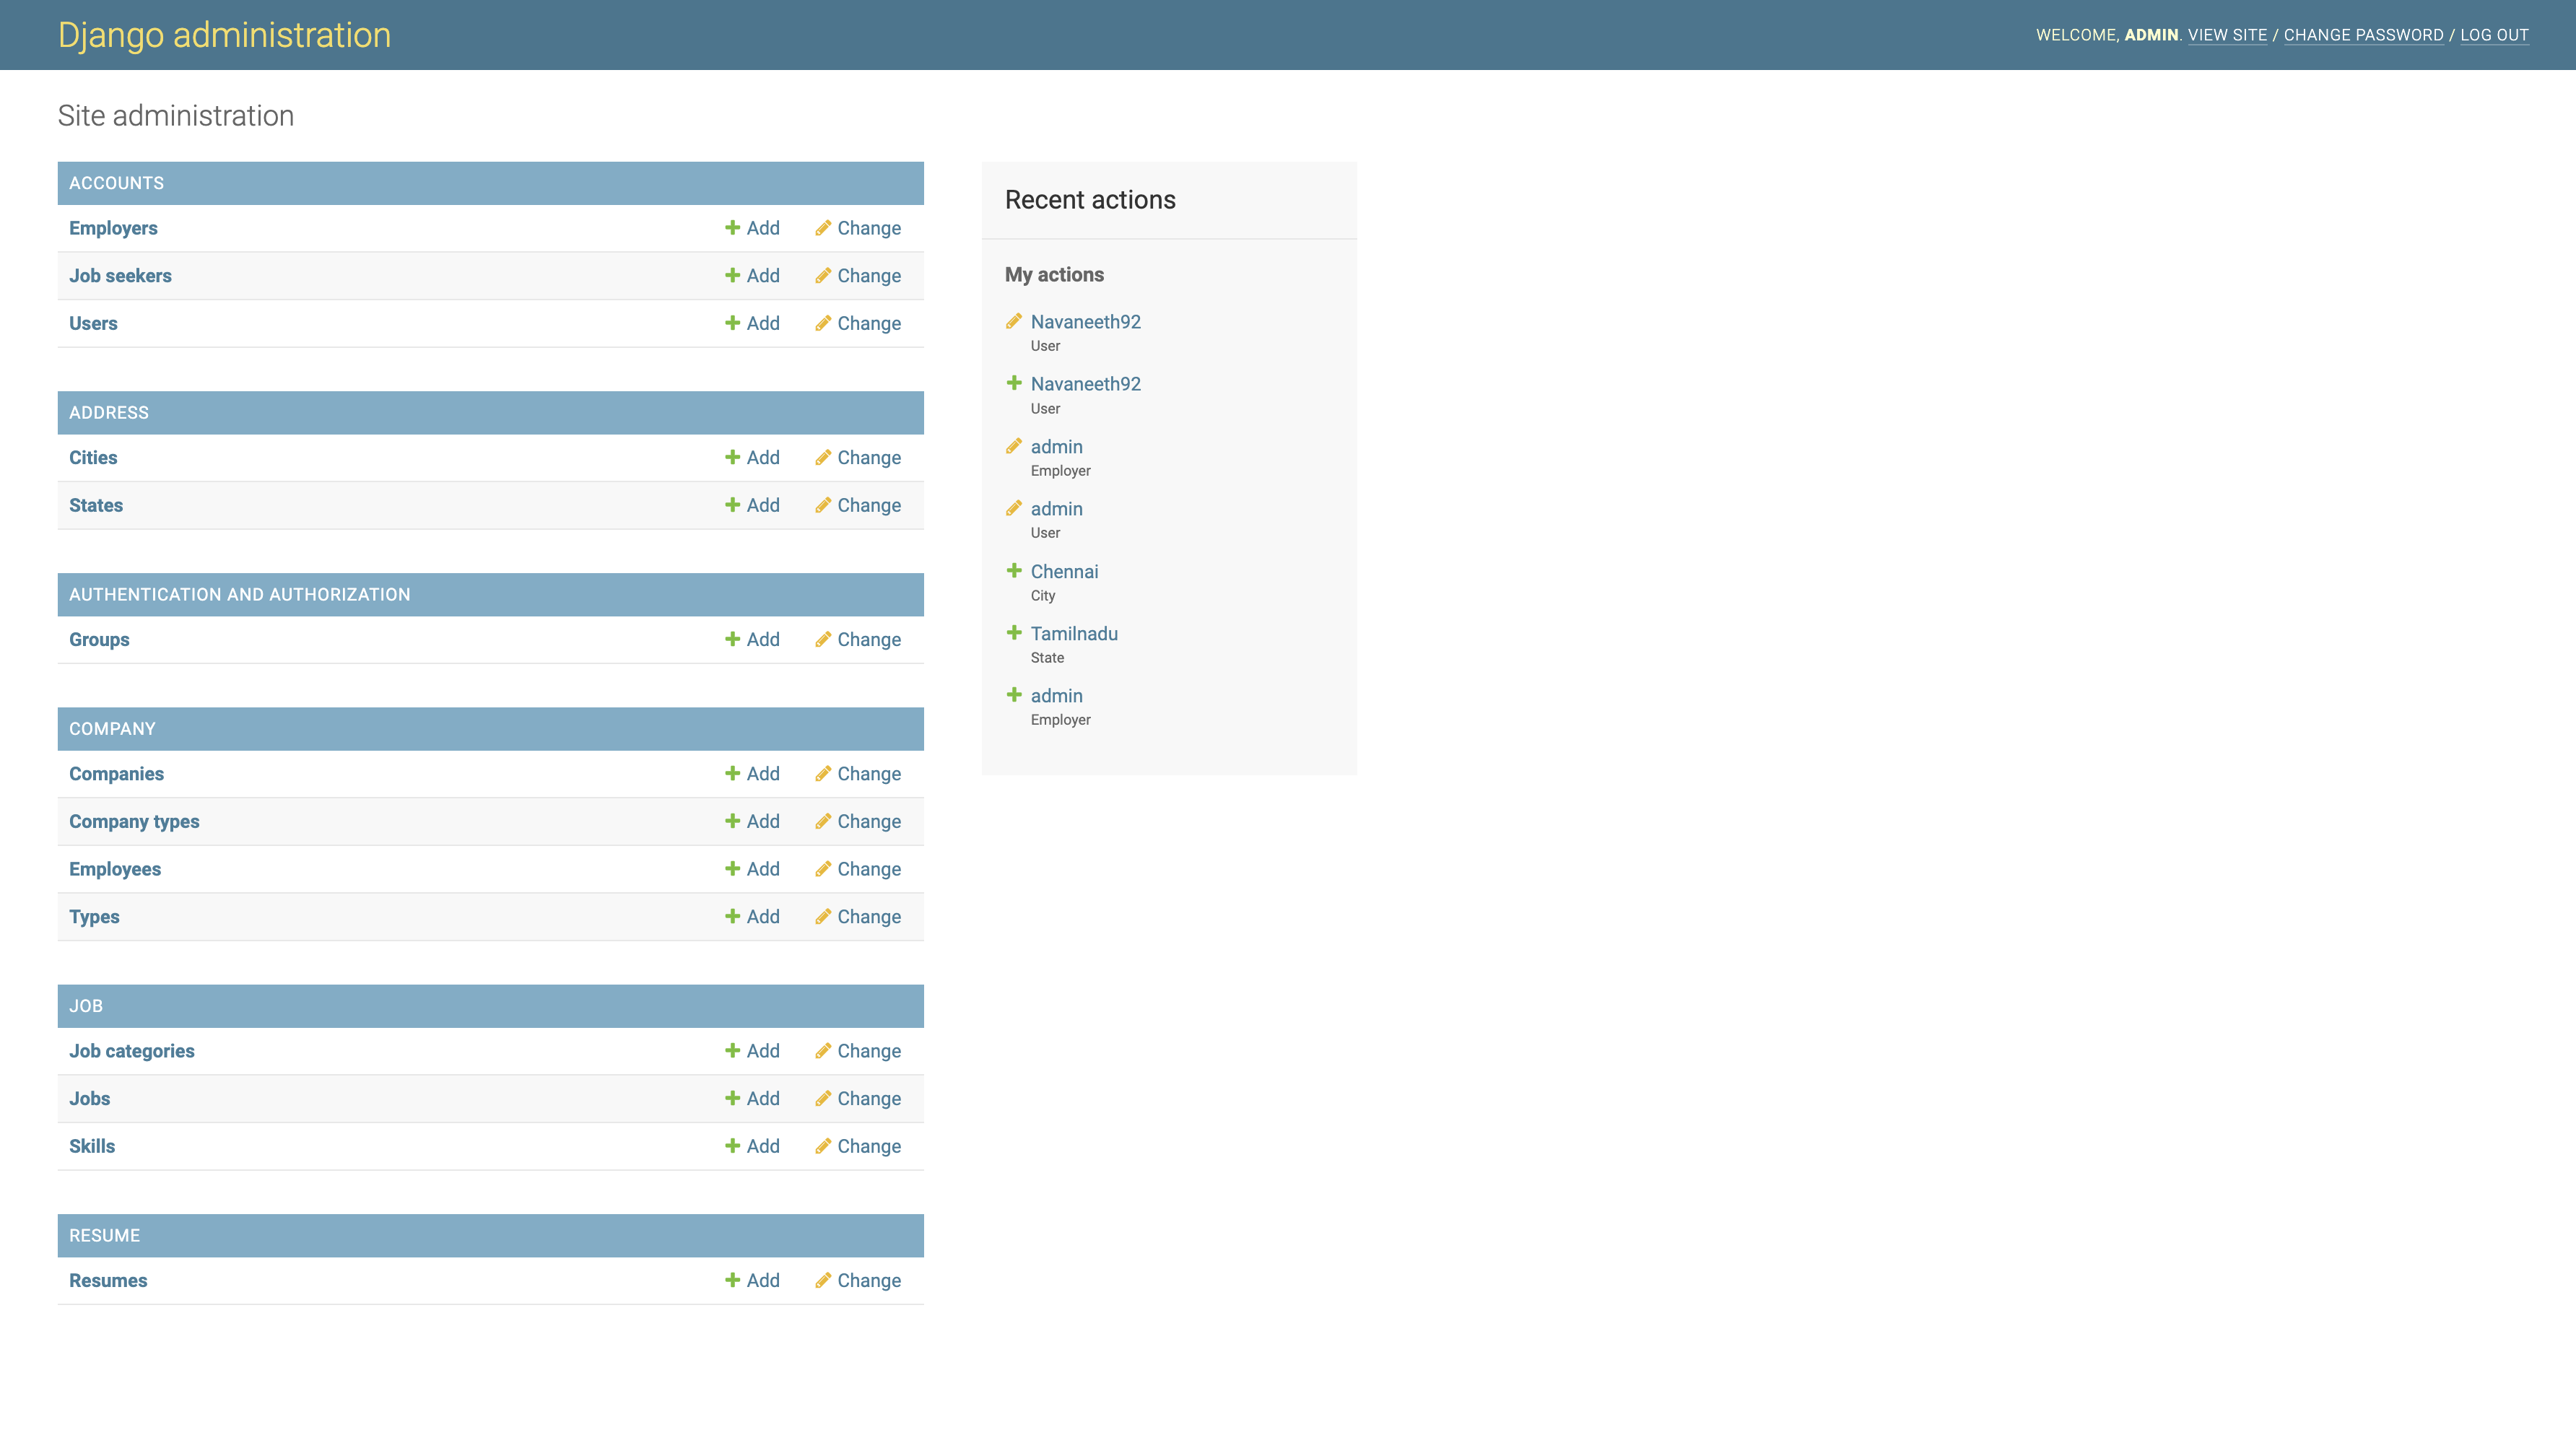 Django administration
WELCOME, ADMIN. VIEW SITE / CHANGE PASSWORD / LOG OUT
Site administration
ACCOUNTS
Employers Add Change
Job seekers Add Change
Users Add Change
ADDRESS
Cities Add Change
States Add Change
AUTHENTICATION AND AUTHORIZATION
Groups Add Change
COMPANY
Companies Add Change
Company types Add Change
Employees Add Change
Types Add Change
JOB
Job categories Add Change
Jobs Add Change
Skills Add Change
RESUME
Resumes Add Change
Recent actions
My actions
Navaneeth92
User
Navaneeth92
User
admin
Employer
admin
User
Chennai
City
Tamilnadu
State
admin
Employer